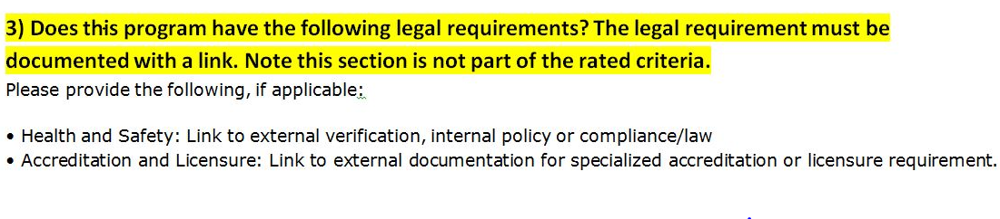 3) Does this program have the following legal requirements? The legal requirement must be
documented with a link. Note this section is not part of the rated criteria.
Please provide the following, if applicable:
• Health and Safety: Link to external verification, internal policy or compliance/law
• Accreditation and Licensure: Link to external documentation for specialized accreditation or licensure requirement.